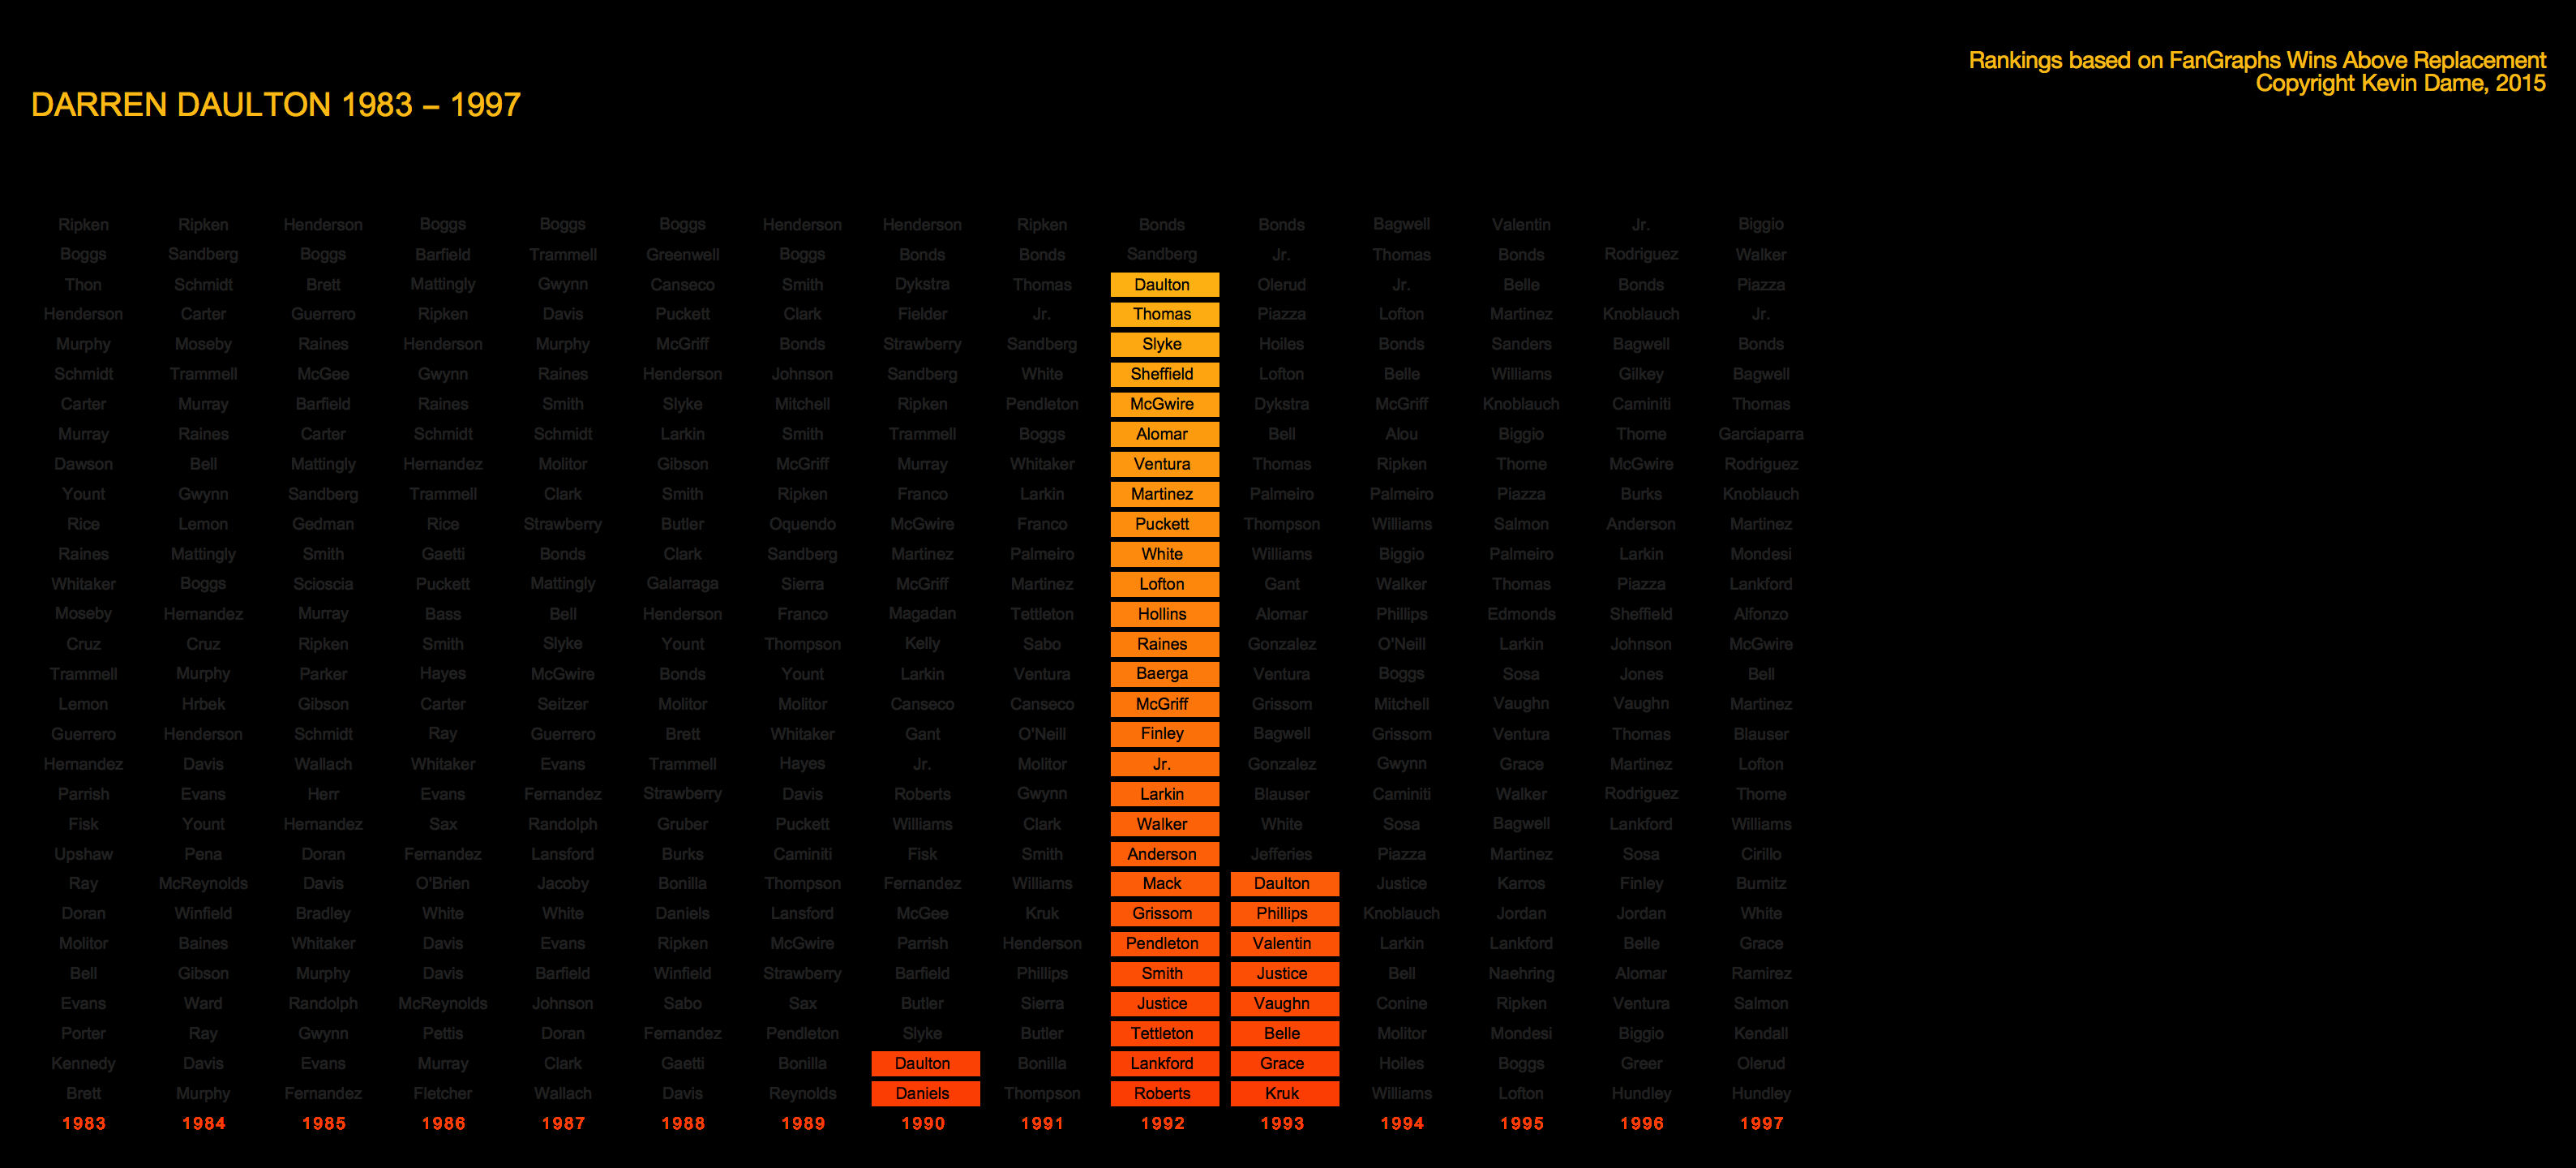 Rankings based on FanGraphs Wins Above Replacement
Copyright Kevin Dame, 2015
DARREN DAULTON 1983 – 1997
Ripken Ripken Henderson Boggs Boggs Boggs Henderson Henderson Ripken Bonds Bonds Bagwell Valentin Jr. Biggio
Boggs Sandberg Boggs Barfield Trammell Greenwell Boggs Bonds Bonds Sandberg Jr. Thomas Bonds Rodriguez Walker
Thon Schmidt Brett Mattingly Gwynn Canseco Smith Dykstra Thomas Daulton Olerud Jr. Belle Bonds Piazza
Henderson Carter Guerrero Ripken Davis Puckett Clark Fielder Jr. Thomas Piazza Lofton Martinez Knoblauch Jr.
Murphy Moseby Raines Henderson Murphy McGriff Bonds Strawberry Sandberg Slyke Hoiles Bonds Sanders Bagwell Bonds
Schmidt Trammell McGee Gwynn Raines Henderson Johnson Sandberg White Sheffield Lofton Belle Williams Gilkey Bagwell
Carter Murray Barfield Raines Smith Slyke Mitchell Ripken Pendleton McGwire Dykstra McGriff Knoblauch Caminiti Thomas
Murray Raines Carter Schmidt Schmidt Larkin Smith Trammell Boggs Alomar Bell Alou Biggio Thome Garciaparra
Dawson Bell Mattingly Hernandez Molitor Gibson McGriff Murray Whitaker Ventura Thomas Ripken Thome McGwire Rodriguez
Yount Gwynn Sandberg Trammell Clark Smith Ripken Franco Larkin Martinez Palmeiro Palmeiro Piazza Burks Knoblauch
Rice Lemon Gedman Rice Strawberry Butler Oquendo McGwire Franco Puckett Thompson Williams Salmon Anderson Martinez
Raines Mattingly Smith Gaetti Bonds Clark Sandberg Martinez Palmeiro White Williams Biggio Palmeiro Larkin Mondesi
Whitaker Boggs Scioscia Puckett Mattingly Galarraga Sierra McGriff Martinez Lofton Gant Walker Thomas Piazza Lankford
Moseby Hernandez Murray Bass Bell Henderson Franco Magadan Tettleton Hollins Alomar Phillips Edmonds Sheffield Alfonzo
Cruz Cruz Ripken Smith Slyke Yount Thompson Kelly Sabo Raines Gonzalez O'Neill Larkin Johnson McGwire
Trammell Murphy Parker Hayes McGwire Bonds Yount Larkin Ventura Baerga Ventura Boggs Sosa Jones Bell
Lemon Hrbek Gibson Carter Seitzer Molitor Molitor Canseco Canseco McGriff Grissom Mitchell Vaughn Vaughn Martinez
Guerrero Henderson Schmidt Ray Guerrero Brett Whitaker Gant O'Neill Finley Bagwell Grissom Ventura Thomas Blauser
Hernandez Davis Wallach Whitaker Evans Trammell Hayes Jr. Molitor Jr. Gonzalez Gwynn Grace Martinez Lofton
Parrish Evans Herr Evans Fernandez Strawberry Davis Roberts Gwynn Larkin Blauser Caminiti Walker Rodriguez Thome
Fisk Yount Hernandez Sax Randolph Gruber Puckett Williams Clark Walker White Sosa Bagwell Lankford Williams
Upshaw Pena Doran Fernandez Lansford Burks Caminiti Fisk Smith Anderson Jefferies Piazza Martinez Sosa Cirillo
Ray McReynolds Davis O'Brien Jacoby Bonilla Thompson Fernandez Williams Mack Daulton Justice Karros Finley Burnitz
Doran Winfield Bradley White White Daniels Lansford McGee Kruk Grissom Phillips Knoblauch Jordan Jordan White
Molitor Baines Whitaker Davis Evans Ripken McGwire Parrish Henderson Pendleton Valentin Larkin Lankford Belle Grace
Bell Gibson Murphy Davis Barfield Winfield Strawberry Barfield Phillips Smith Justice Bell Naehring Alomar Ramirez
Evans Ward Randolph McReynolds Johnson Sabo Sax Butler Sierra Justice Vaughn Conine Ripken Ventura Salmon
Porter Ray Gwynn Pettis Doran Fernandez Pendleton Slyke Butler Tettleton Belle Molitor Mondesi Biggio Kendall
Kennedy Davis Evans Murray Clark Gaetti Bonilla Daulton Bonilla Lankford Grace Hoiles Boggs Greer Olerud
Brett Murphy Fernandez Fletcher Wallach Davis Reynolds Daniels Thompson Roberts Kruk Williams Lofton Hundley Hundley
1983 1984 1985 1986 1987 1988 1989 1990 1991 1992 1993 1994 1995 1996 1997